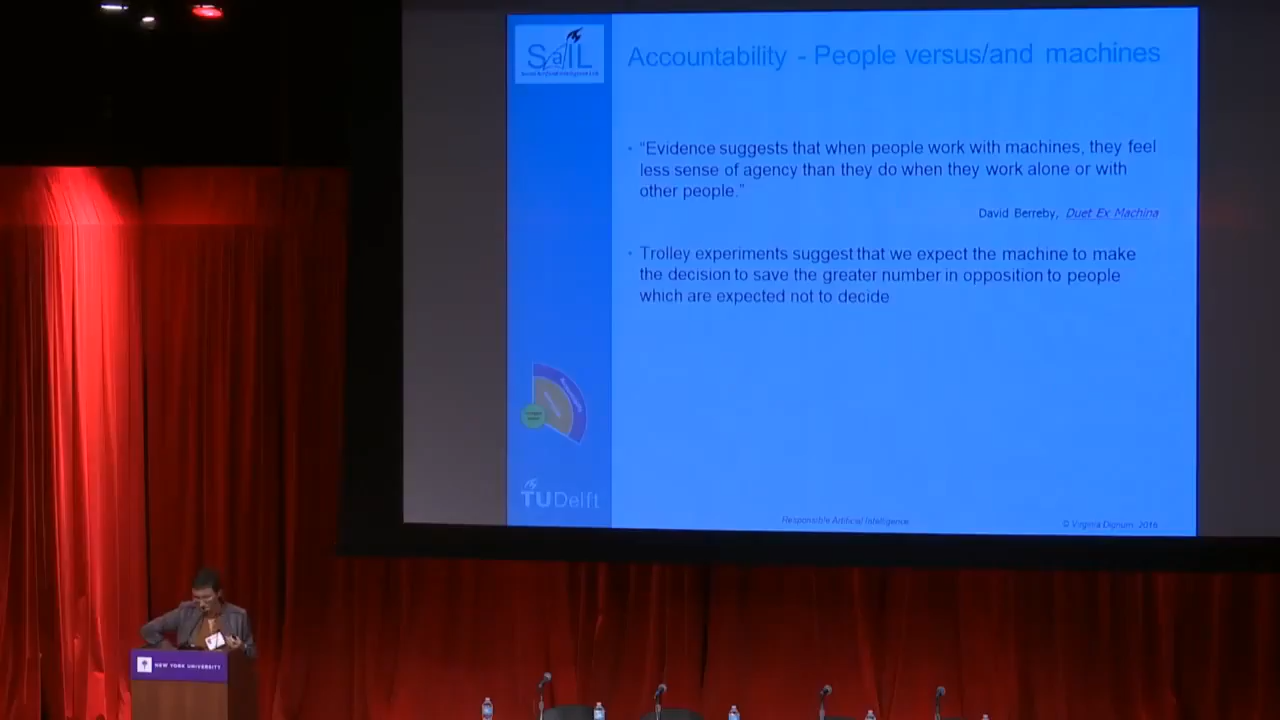 SaIL
Accountability - People versus/and machines
"Evidence suggests that when people work with machines, they feel
less sense of agency than they do when they work alone or with
other people."
David Berreby, Duet Ex Machina
Trolley experiments suggest that we expect the machine to make
the decision to save the greater number in opposition to people
which are expected not to decide
TU Delft
Responsible Artificial Intelligence
© Virginia Dignum, 2016
NEW YORK UNIVERSITY